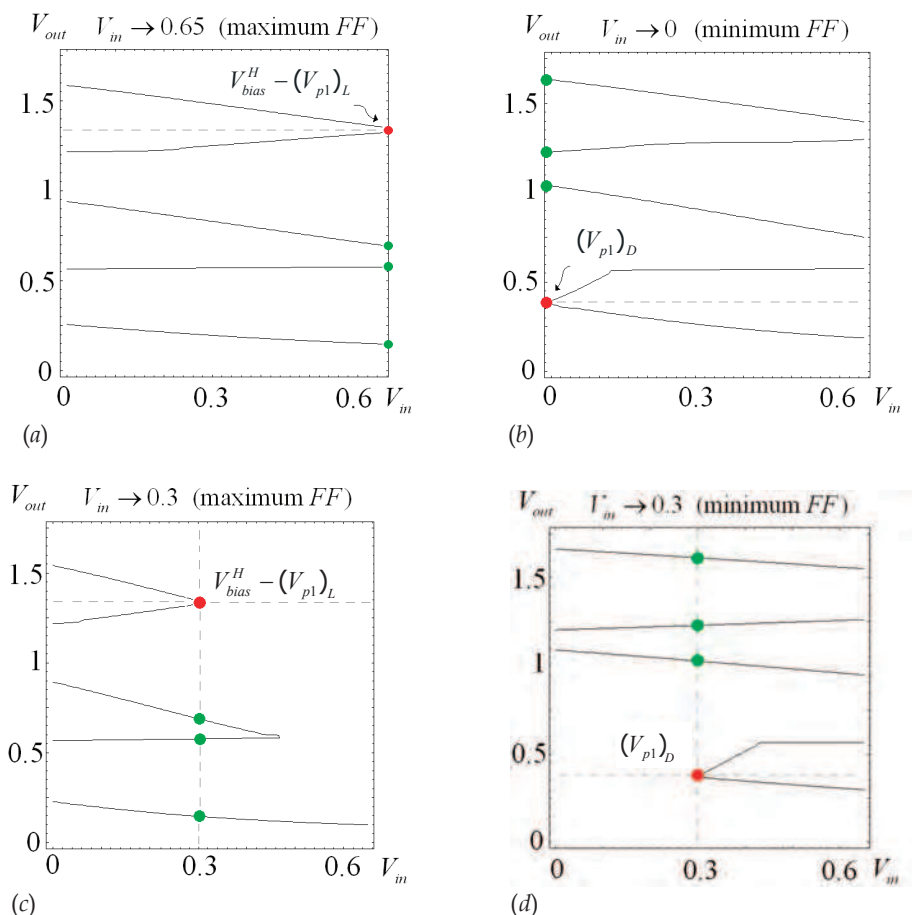 V_out V_in → 0.65 (maximum FF)
V^H_bias − (V_p1)_L
1.5
1
0.5
0
0 0.3 0.6 V_in
(a)
V_out V_in → 0 (minimum FF)
1.5
1
(V_p1)_D
0.5
0
0 0.3 0.6 V_in
(b)
V_out V_in → 0.3 (maximum FF)
1.5
V^H_bias − (V_p1)_L
1
0.5
0
0 0.3 0.6 V_in
(c)
V_out V_in → 0.3 (minimum FF)
1.5
1
(V_p1)_D
0.5
0
0 0.3 0.6 V_in
(d)